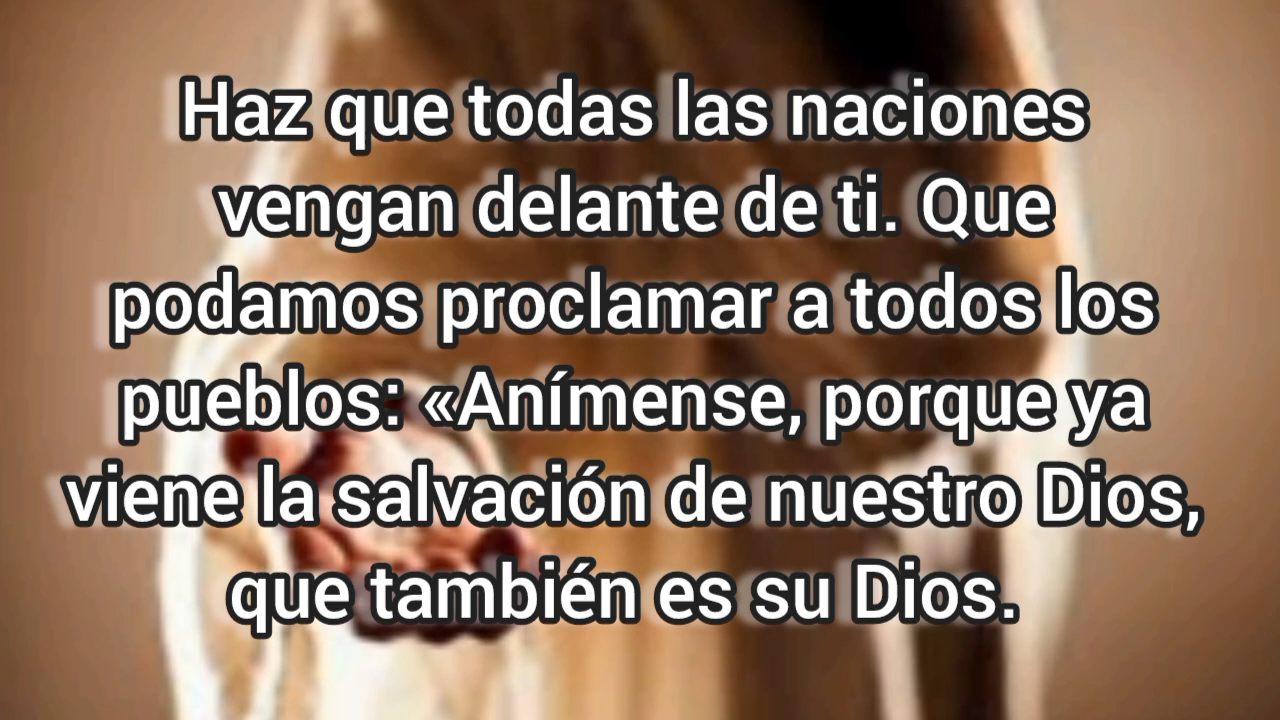 Haz que todas las naciones
vengan delante de ti. Que
podamos proclamar a todos los
pueblos: «Anímense, porque ya
viene la salvación de nuestro Dios,
que también es su Dios.